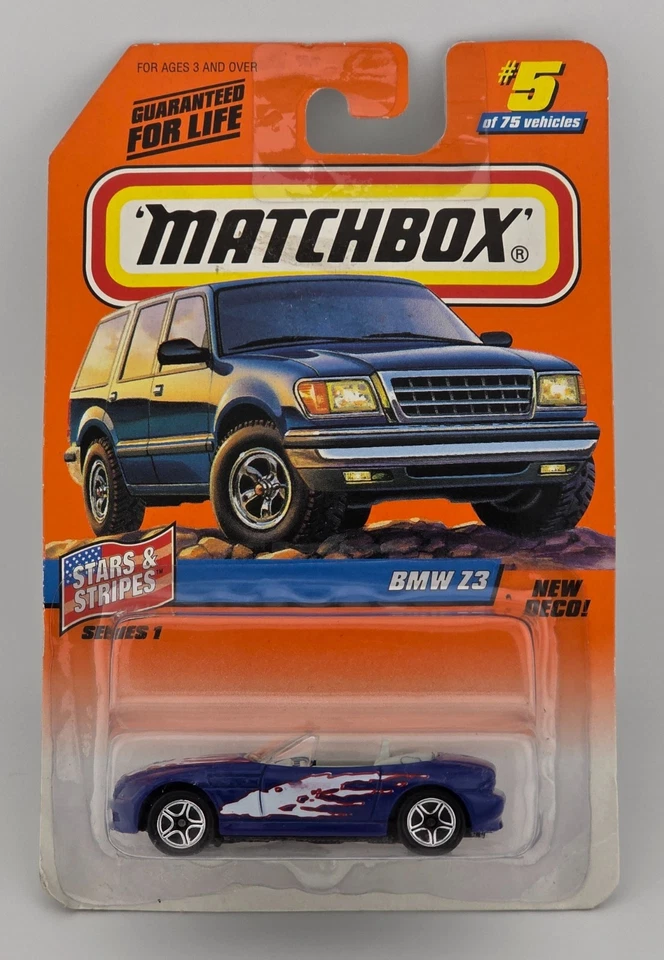 FOR AGES 3 AND OVER
GUARANTEED
FOR LIFE
#5
of 75 vehicles
'MATCHBOX'®
STARS &
STRIPES™
SERIES 1
BMW Z3
NEW
DECO!